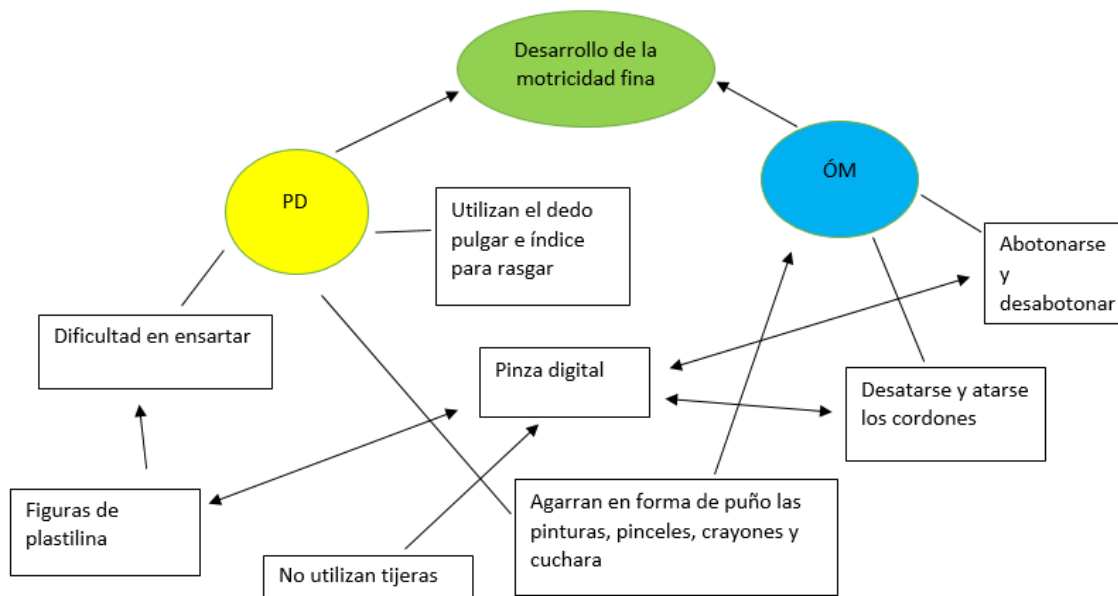 Desarrollo de la
motricidad fina
PD
ÓM
Utilizan el dedo
pulgar e índice
para rasgar
Abotonarse
y
desabotonar
Dificultad en ensartar
Pinza digital
Desatarse y atarse
los cordones
Figuras de
plastilina
Agarran en forma de puño las
pinturas, pinceles, crayones y
cuchara
No utilizan tijeras